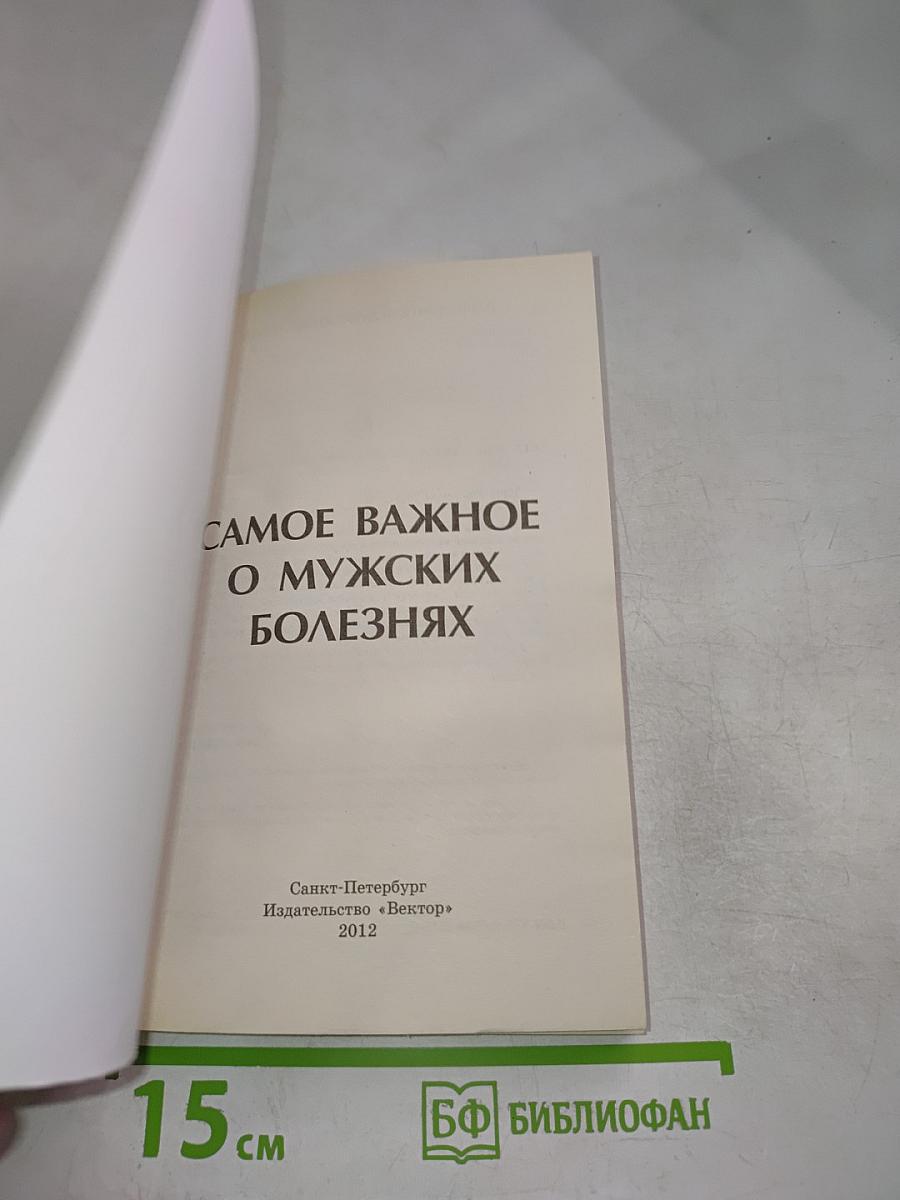 САМОЕ ВАЖНОЕ
О МУЖСКИХ
БОЛЕЗНЯХ
Санкт-Петербург
Издательство «Вектор»
2012
15 см
БФ БИБЛИОФАН